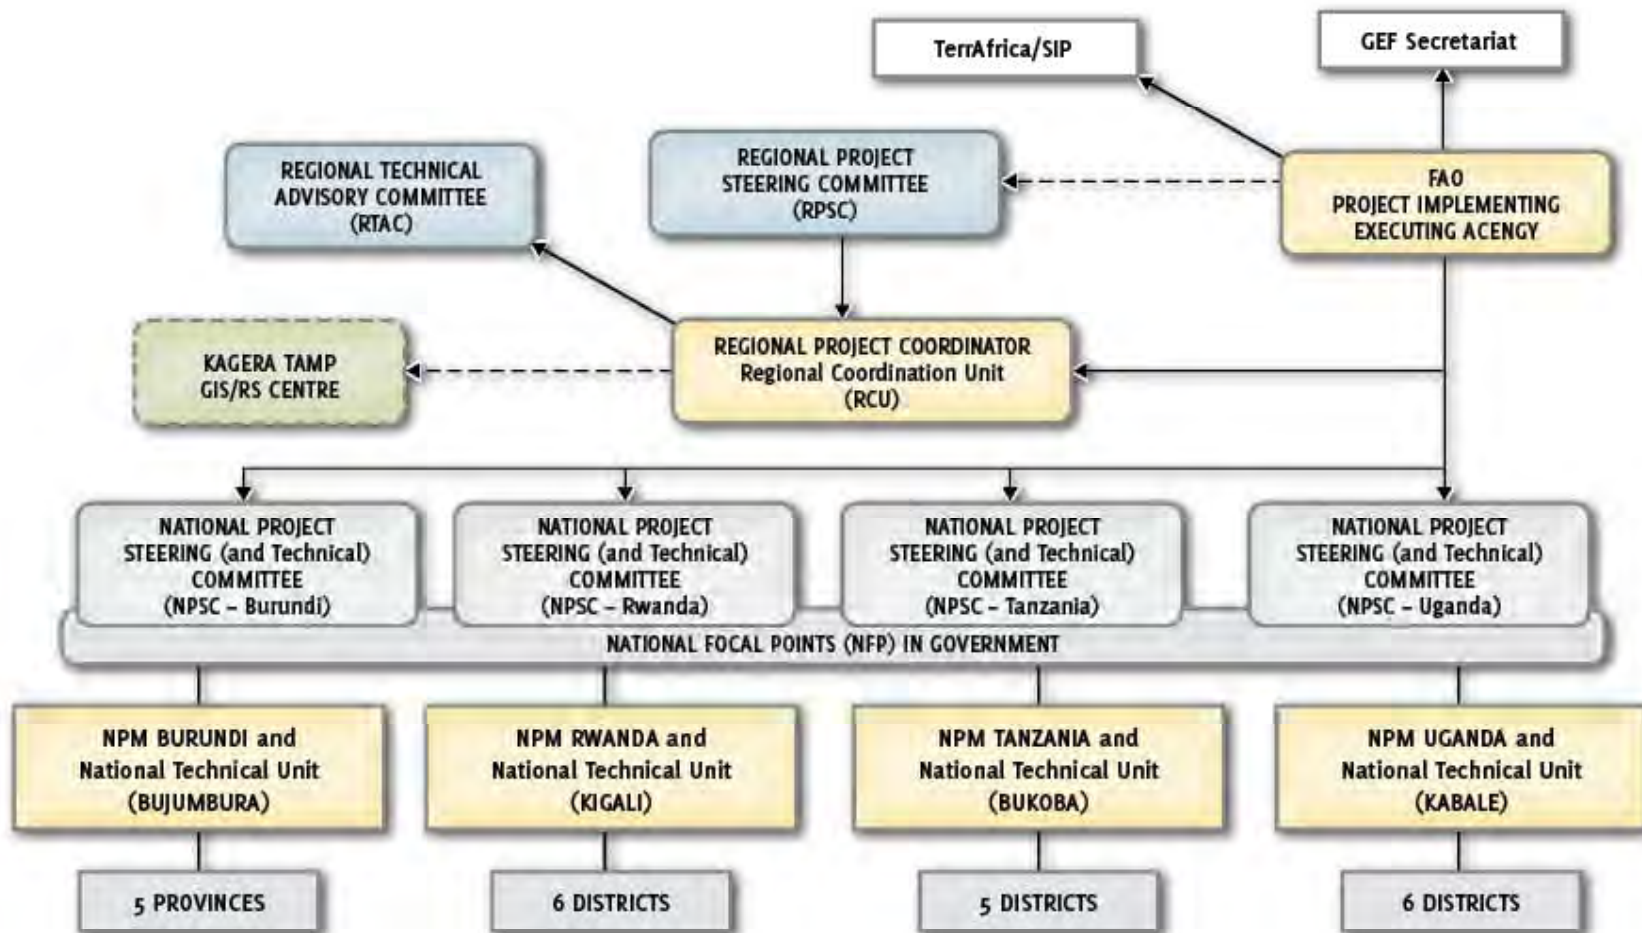 TerrAfrica/SIP
GEF Secretariat
REGIONAL TECHNICAL
ADVISORY COMMITTEE
(RTAC)
REGIONAL PROJECT
STEERING COMMITTEE
(RPSC)
FAO
PROJECT IMPLEMENTING
EXECUTING ACENGY
KAGERA TAMP
GIS/RS CENTRE
REGIONAL PROJECT COORDINATOR
Regional Coordination Unit
(RCU)
NATIONAL PROJECT
STEERING (and Technical)
COMMITTEE
(NPSC – Burundi)
NATIONAL PROJECT
STEERING (and Technical)
COMMITTEE
(NPSC – Rwanda)
NATIONAL PROJECT
STEERING (and Technical)
COMMITTEE
(NPSC – Tanzania)
NATIONAL PROJECT
STEERING (and Technical)
COMMITTEE
(NPSC – Uganda)
NATIONAL FOCAL POINTS (NFP) IN GOVERNMENT
NPM BURUNDI and
National Technical Unit
(BUJUMBURA)
NPM RWANDA and
National Technical Unit
(KIGALI)
NPM TANZANIA and
National Technical Unit
(BUKOBA)
NPM UGANDA and
National Technical Unit
(KABALE)
5 PROVINCES
6 DISTRICTS
5 DISTRICTS
6 DISTRICTS